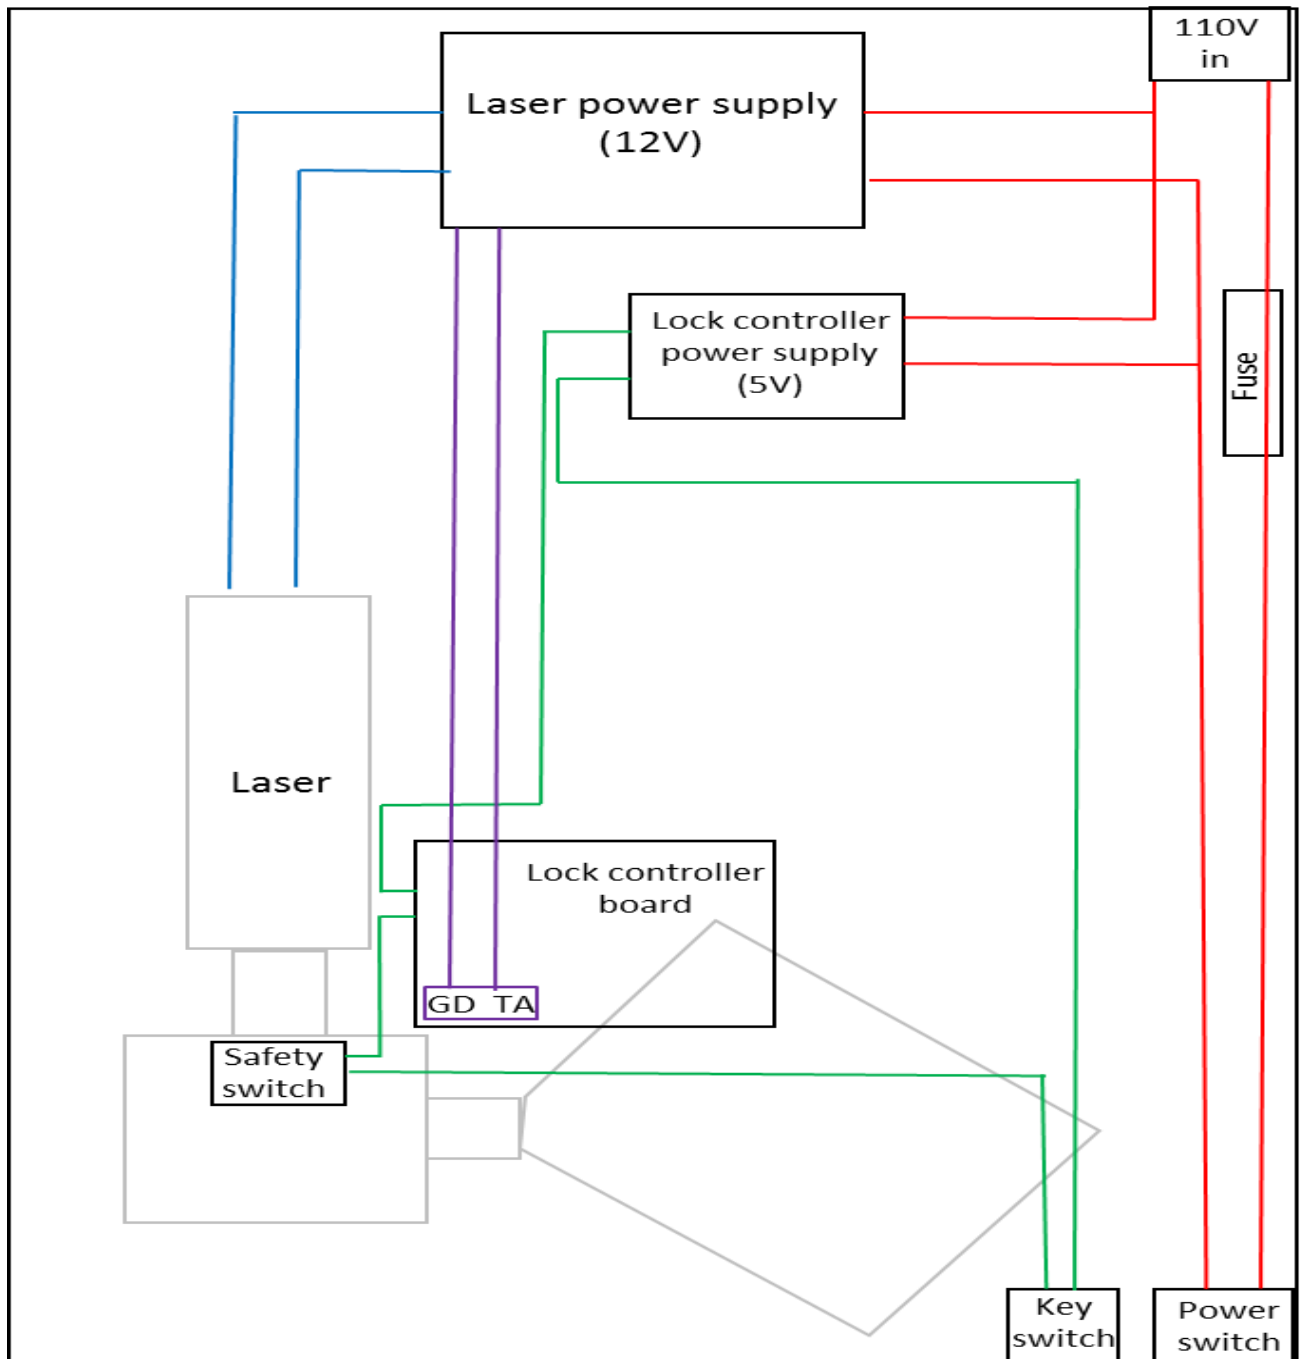 110V
in
Laser power supply
(12V)
Lock controller
power supply
(5V)
Fuse
Laser
Lock controller
board
GD TA
Safety
switch
Key
switch
Power
switch